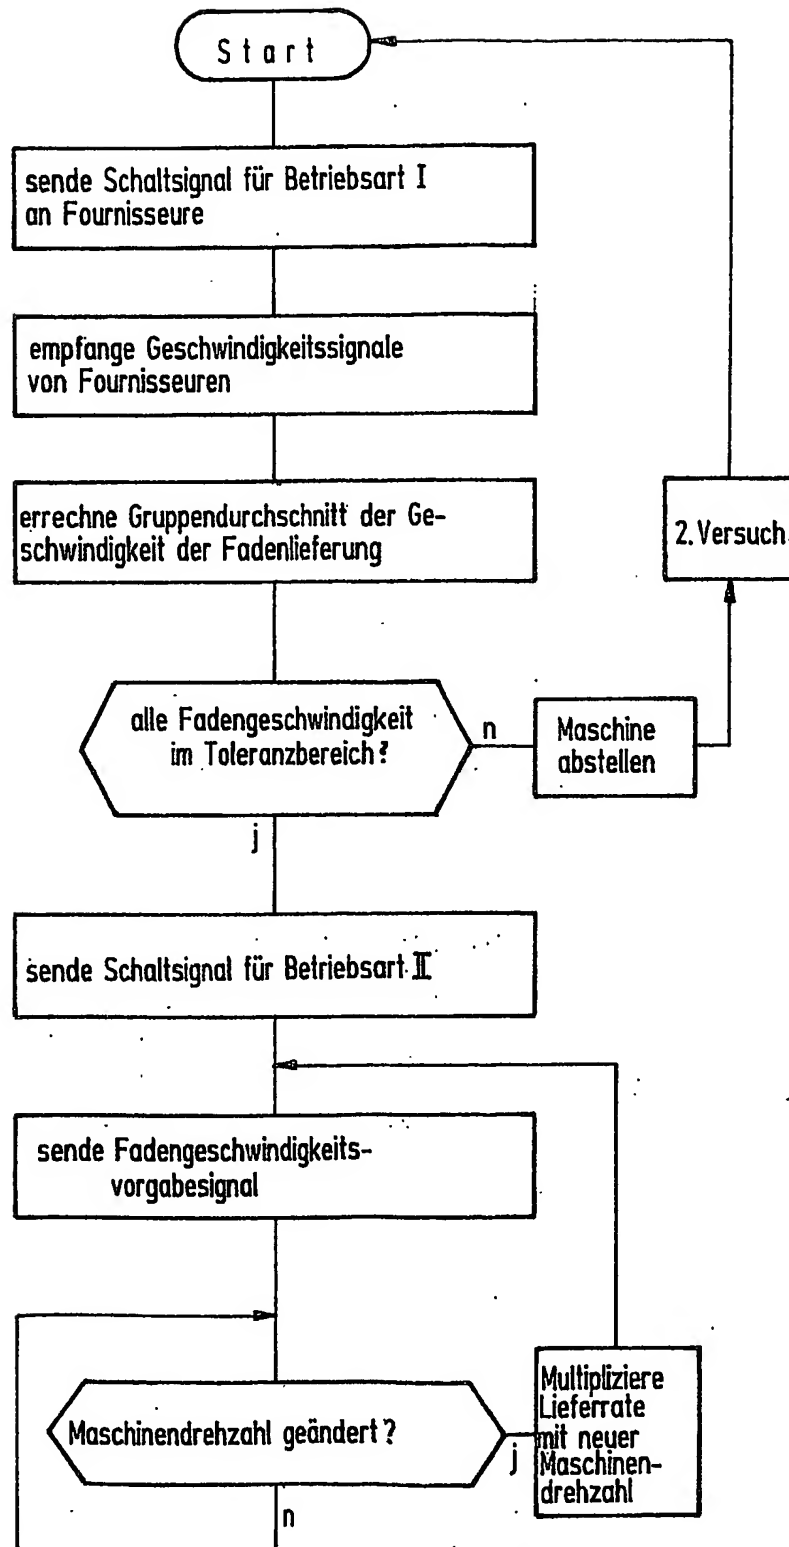 Start
sende Schaltsignal für Betriebsart I
an Fournisseure
empfange Geschwindigkeitssignale
von Fournisseuren
errechne Gruppendurchschnitt der Ge-
schwindigkeit der Fadenlieferung
2. Versuch
alle Fadengeschwindigkeit
im Toleranzbereich?
n
Maschine
abstellen
j
sende Schaltsignal für Betriebsart II
sende Fadengeschwindigkeits-
vorgabesignal
Maschinendrehzahl geändert?
j
Multipliziere
Lieferrate
mit neuer
Maschinen-
drehzahl
n